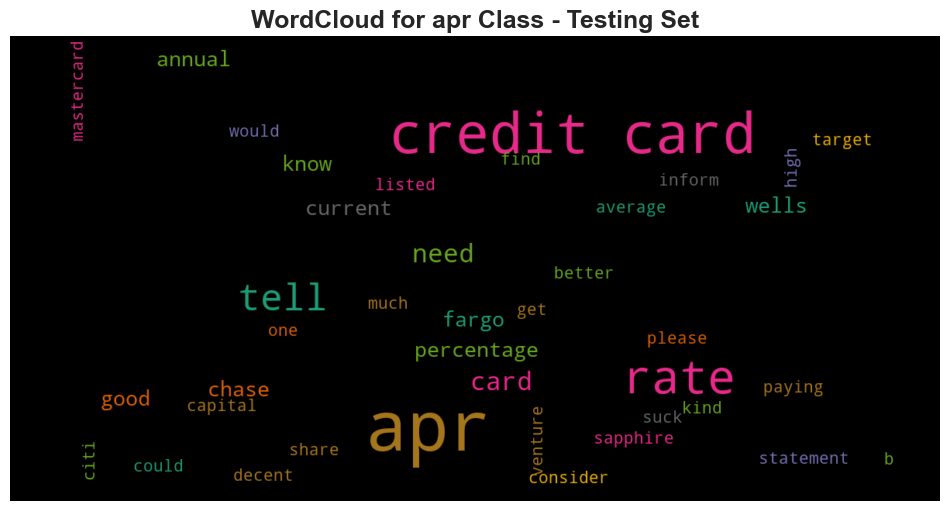 WordCloud for apr Class - Testing Set
mastercard
annual
would
credit card
target
know
find
high
listed
inform
current
average
wells
need
better
tell
much
get
fargo
one
please
percentage
card
rate
good
chase
capital
paying
kind
suck
apr
venture
sapphire
citi
could
share
decent
consider
statement
b